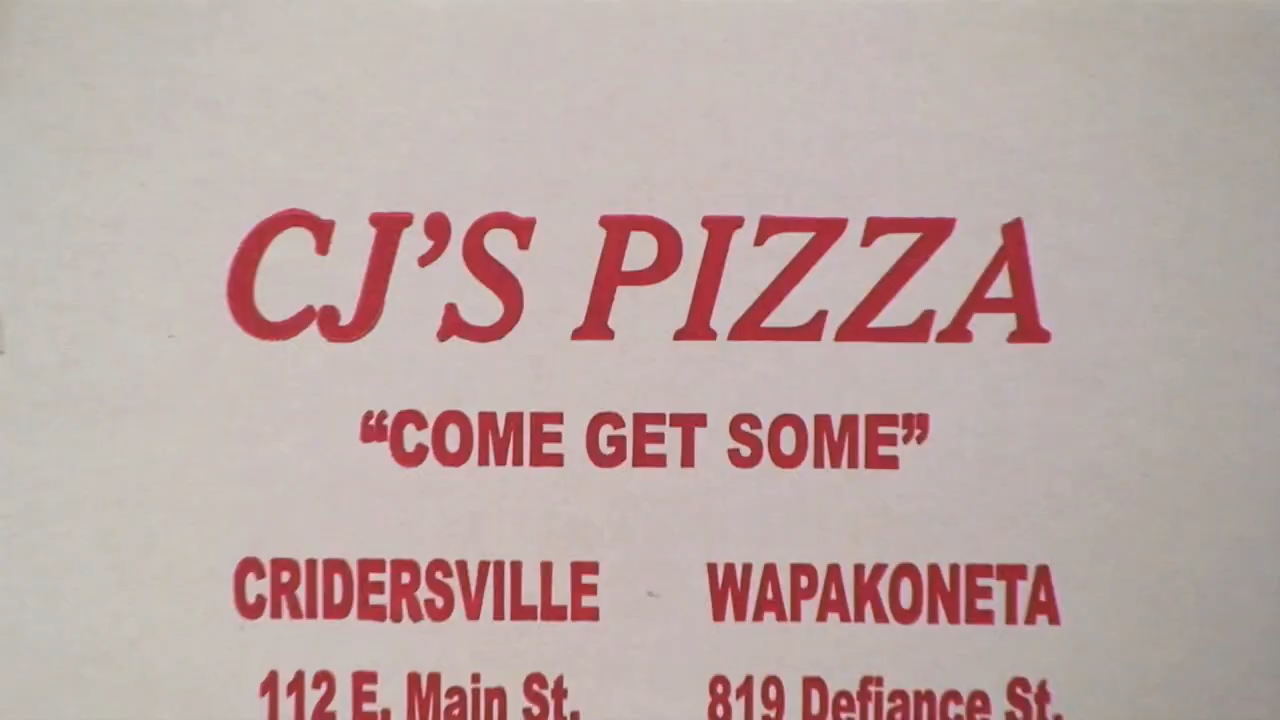 CJ'S PIZZA
“COME GET SOME”
CRIDERSVILLE WAPAKONETA
112 E. Main St. 819 Defiance St.